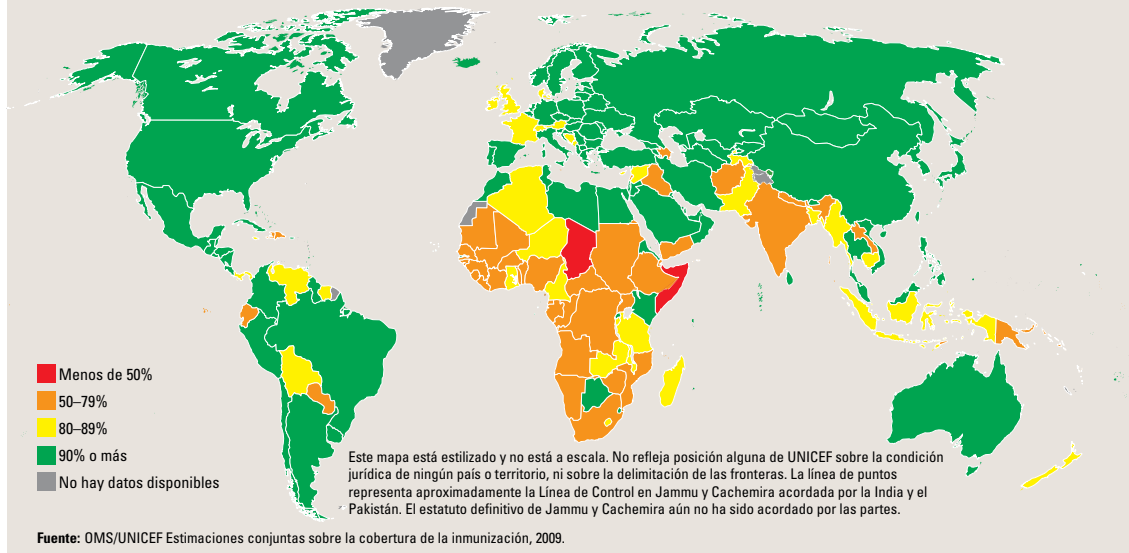 Menos de 50%
50–79%
80–89%
90% o más
No hay datos disponibles
Este mapa está estilizado y no está a escala. No refleja posición alguna de UNICEF sobre la condición
jurídica de ningún país o territorio, ni sobre la delimitación de las fronteras. La línea de puntos
representa aproximadamente la Línea de Control en Jammu y Cachemira acordada por la India y el
Pakistán. El estatuto definitivo de Jammu y Cachemira aún no ha sido acordado por las partes.
Fuente: OMS/UNICEF Estimaciones conjuntas sobre la cobertura de la inmunización, 2009.